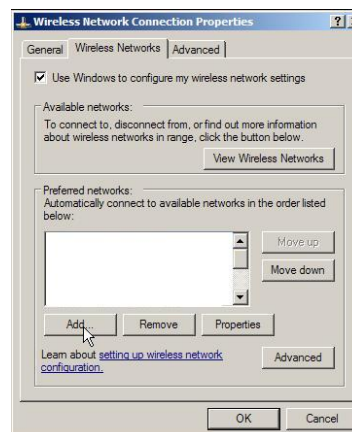 Wireless Network Connection Properties
General Wireless Networks Advanced
Use Windows to configure my wireless network settings
Available networks:
To connect to, disconnect from, or find out more information
about wireless networks in range, click the button below.
View Wireless Networks
Preferred networks:
Automatically connect to available networks in the order listed
below:
Move up
Move down
Add... Remove Properties
Learn about setting up wireless network
configuration.
Advanced
OK Cancel